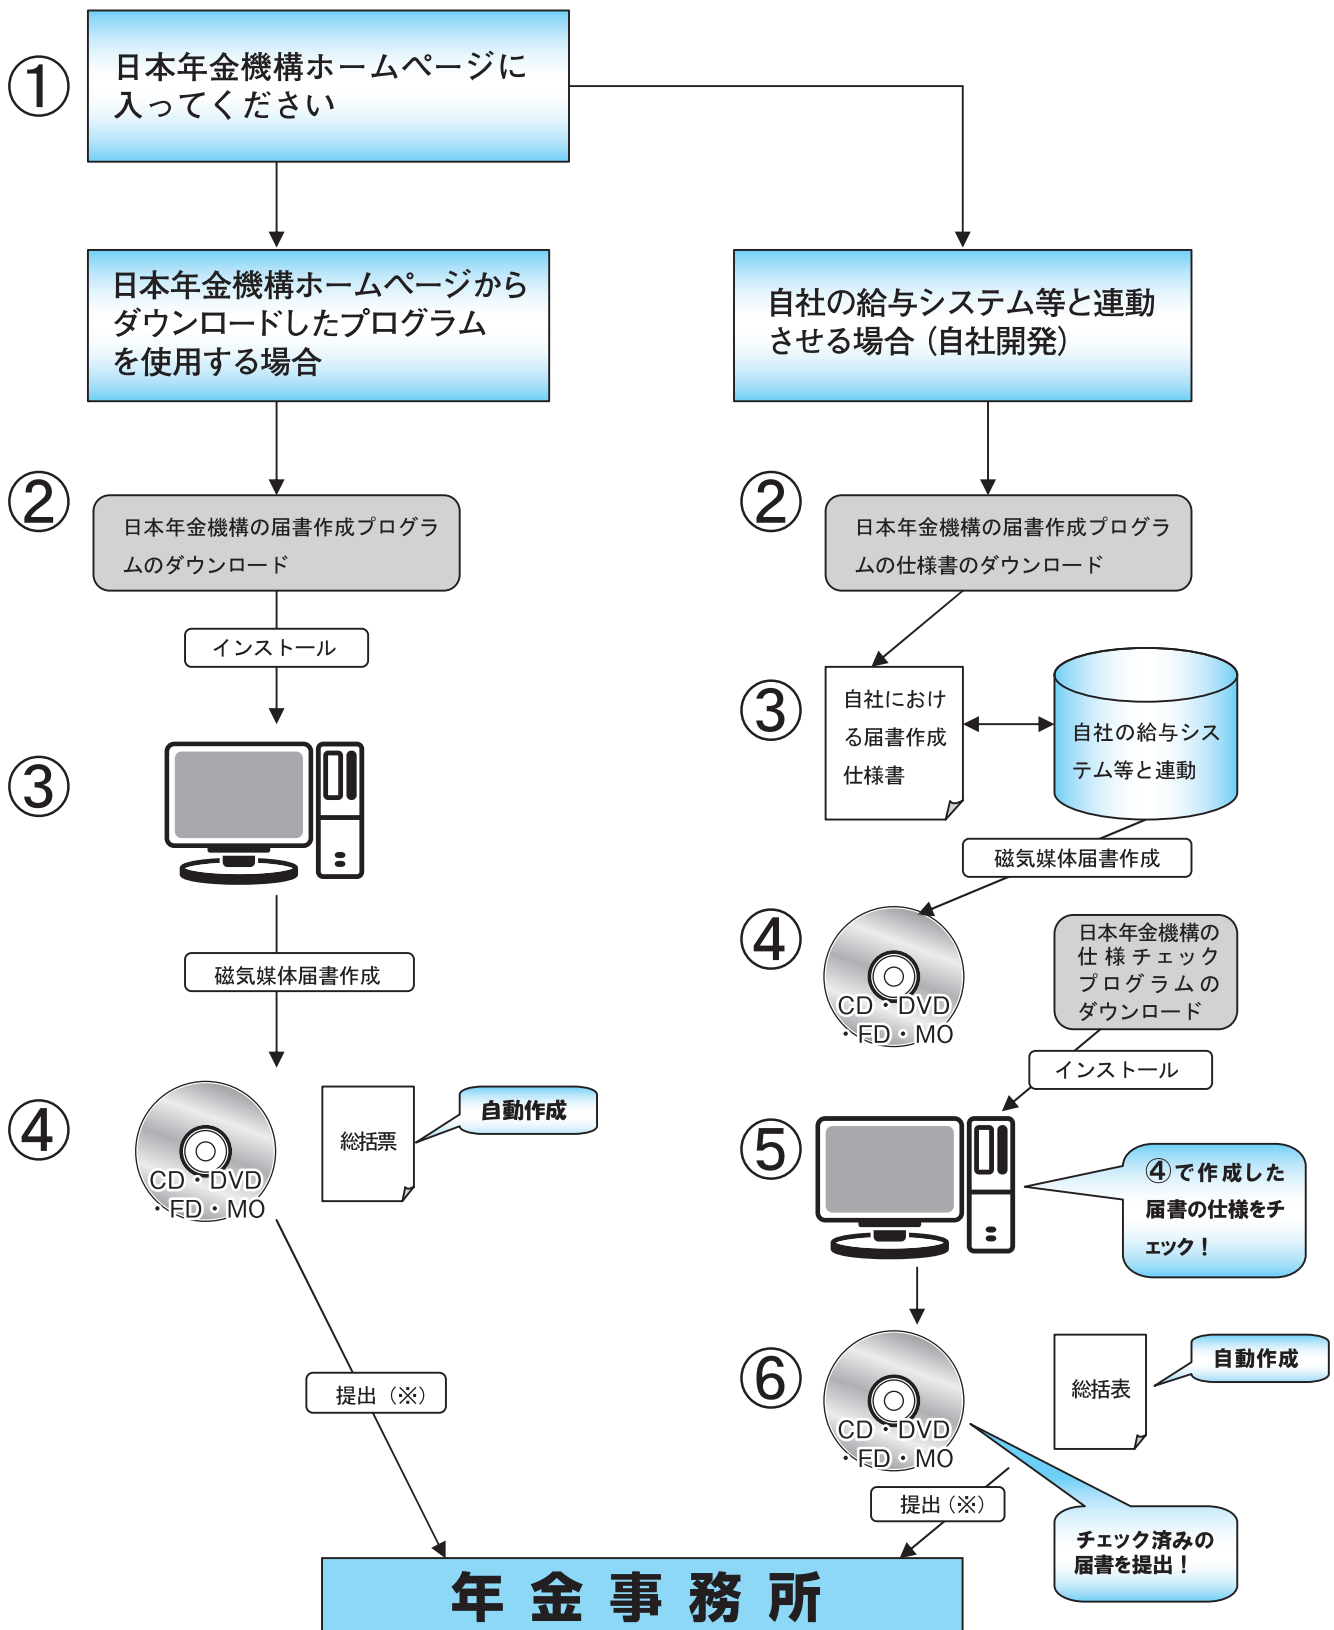 ①
日本年金機構ホームページに
入ってください
日本年金機構ホームページから
ダウンロードしたプログラム
を使用する場合
②
日本年金機構の届書作成プログラ
ムのダウンロード
インストール
③
磁気媒体届書作成
④
CD・DVD
・FD・MO
総括票
自動作成
提出（※）
自社の給与システム等と連動
させる場合（自社開発）
②
日本年金機構の届書作成プログラ
ムの仕様書のダウンロード
③
自社におけ
る届書作成
仕様書
自社の給与シス
テム等と連動
磁気媒体届書作成
④
CD・DVD
・FD・MO
日本年金機構の
仕様チェック
プログラムの
ダウンロード
インストール
⑤
④で作成した
届書の仕様をチ
ェック！
⑥
CD・DVD
・FD・MO
総括表
自動作成
提出（※）
チェック済みの
届書を提出！
年金事務所